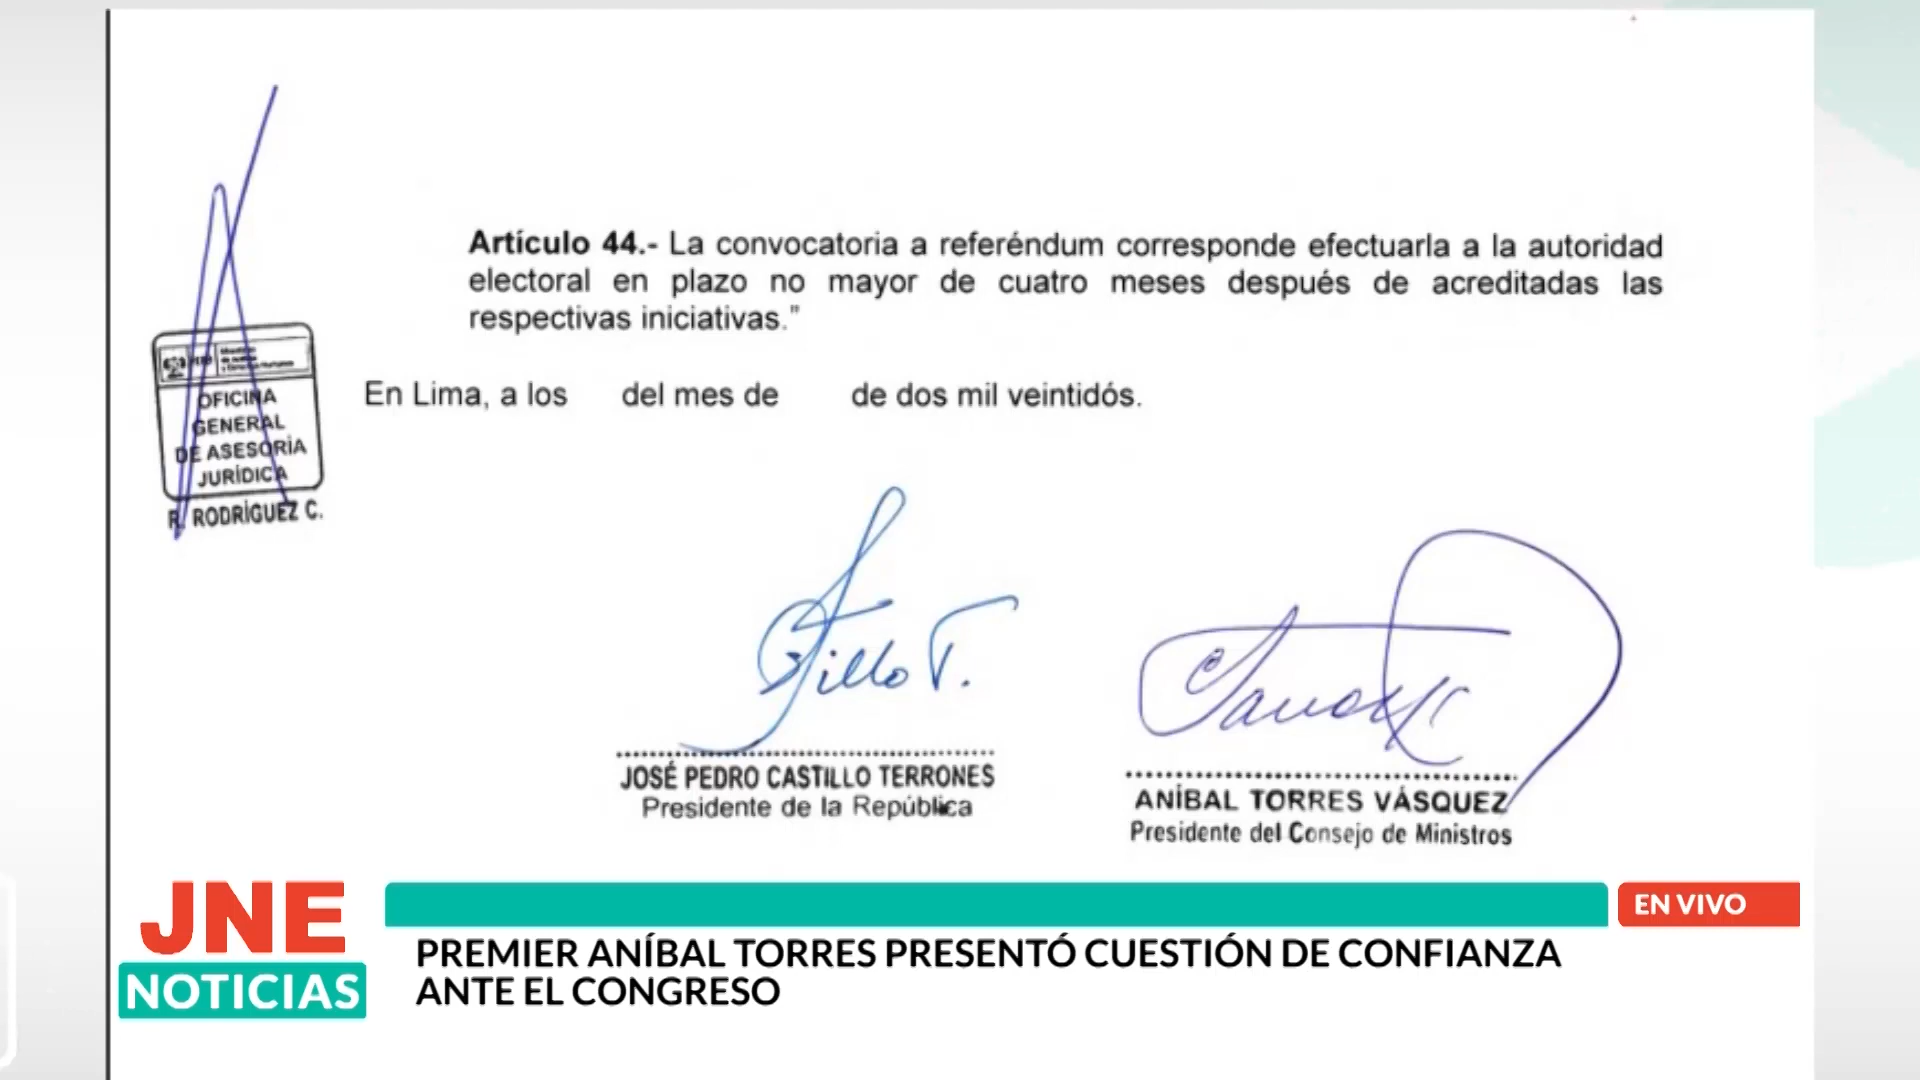 Artículo 44.- La convocatoria a referéndum corresponde efectuarla a la autoridad
electoral en plazo no mayor de cuatro meses después de acreditadas las
respectivas iniciativas."
En Lima, a los del mes de de dos mil veintidós.
OFICINA
GENERAL
DE ASESORÍA
JURÍDICA
R. RODRÍGUEZ C.
JOSÉ PEDRO CASTILLO TERRONES
Presidente de la República
ANÍBAL TORRES VÁSQUEZ
Presidente del Consejo de Ministros
JNE
NOTICIAS
EN VIVO
PREMIER ANÍBAL TORRES PRESENTÓ CUESTIÓN DE CONFIANZA
ANTE EL CONGRESO